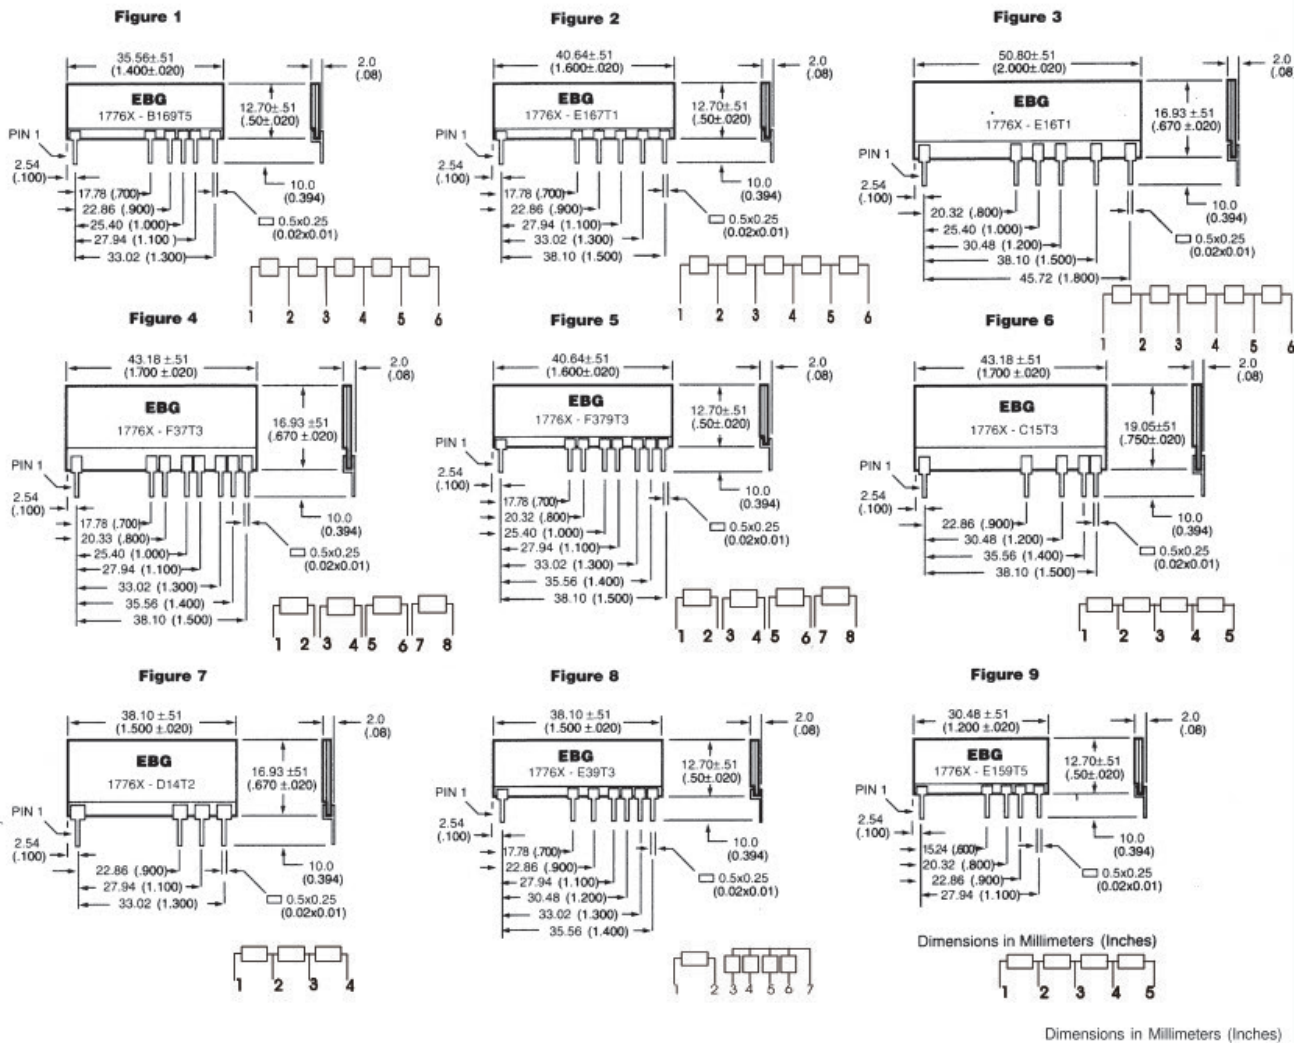 Figure 1
35.56±.51
(1.400±.020)
2.0
(.08)
EBG
1776X - B169T5
12.70±.51
(.50±.020)
PIN 1
2.54
(.100)
10.0
(0.394)
17.78 (.700)
22.86 (.900)
25.40 (1.000)
27.94 (1.100)
33.02 (1.300)
0.5x0.25
(0.02x0.01)
1 2 3 4 5 6
Figure 2
40.64±.51
(1.600±.020)
2.0
(.08)
EBG
1776X - E167T1
12.70±.51
(.50±.020)
PIN 1
2.54
(.100)
10.0
(0.394)
17.78 (.700)
22.86 (.900)
27.94 (1.100)
33.02 (1.300)
38.10 (1.500)
0.5x0.25
(0.02x0.01)
1 2 3 4 5 6
Figure 3
50.80±.51
(2.000±.020)
2.0
(.08
EBG
1776X - E16T1
16.93 ±.51
(.670 ±.020)
PIN 1
2.54
(.100)
10.0
(0.394)
20.32 (.800)
25.40 (1.000)
30.48 (1.200)
38.10 (1.500)
45.72 (1.800)
0.5x0.25
(0.02x0.01)
1 2 3 4 5 6
Figure 4
43.18 ±.51
(1.700 ±.020)
2.0
(.08)
EBG
1776X - F37T3
16.93 ±51
(.670 ±.020)
PIN 1
2.54
(.100)
10.0
(0.394)
17.78 (.700)
20.33 (.800)
25.40 (1.000)
27.94 (1.100)
33.02 (1.300)
35.56 (1.400)
38.10 (1.500)
0.5x0.25
(0.02x0.01)
1 2 3 4 5 6 7 8
Figure 5
40.64±.51
(1.600±.020)
2.0
(.08)
EBG
1776X - F379T3
12.70±.51
(.50±.020)
PIN 1
2.54
(.100)
10.0
(0.394)
17.78 (.700)
20.32 (.800)
25.40 (1.000)
27.94 (1.100)
33.02 (1.300)
35.56 (1.400)
38.10 (1.500)
0.5x0.25
(0.02x0.01)
1 2 3 4 5 6 7 8
Figure 6
43.18 ±.51
(1.700 ±.020)
2.0
(.08)
EBG
1776X - C15T3
19.05±51
(.750±.020)
PIN 1
2.54
(.100)
10.0
(0.394)
22.86 (.900)
30.48 (1.200)
35.56 (1.400)
38.10 (1.500)
0.5x0.25
(0.02x0.01)
1 2 3 4 5
Figure 7
38.10 ±.51
(1.500 ±.020)
2.0
(.08)
EBG
1776X - D14T2
16.93 ±51
(.670 ±.020)
PIN 1
2.54
(.100)
10.0
(0.394)
22.86 (.900)
27.94 (1.100)
33.02 (1.300)
0.5x0.25
(0.02x0.01)
1 2 3 4
Figure 8
38.10 ±.51
(1.500 ±.020)
2.0
(.08)
EBG
1776X - E39T3
12.70±.51
(.50±.020)
PIN 1
2.54
(.100)
10.0
(0.394)
17.78 (.700)
22.86 (.900)
27.94 (1.100)
30.48 (1.200)
33.02 (1.300)
35.56 (1.400)
0.5x0.25
(0.02x0.01)
1 2 3 4 5 6 7
Figure 9
30.48 ±.51
(1.200 ±.020)
2.0
(.08)
EBG
1776X - E159T5
12.70±.51
(.50±.020)
PIN 1
2.54
(.100)
10.0
(0.394)
15.24 (.600)
20.32 (.800)
22.86 (.900)
27.94 (1.100)
0.5x0.25
(0.02x0.01)
Dimensions in Millimeters (Inches)
1 2 3 4 5
Dimensions in Millimeters (Inches)